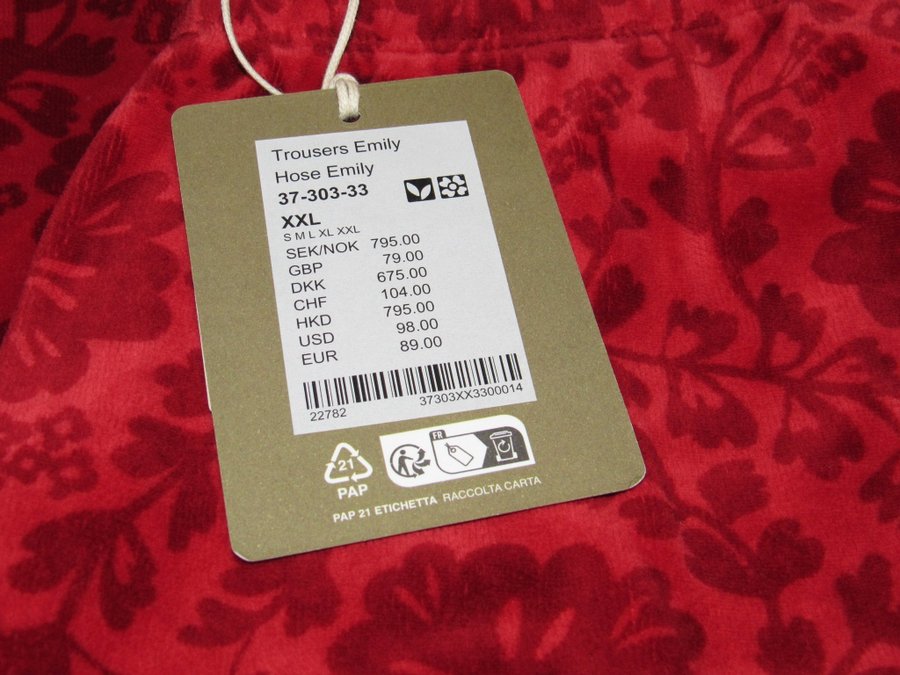 Trousers Emily
Hose Emily
37-303-33
XXL
S M L XL XXL
SEK/NOK 795.00
GBP 79.00
DKK 675.00
CHF 104.00
HKD 795.00
USD 98.00
EUR 89.00
22782 37303XX3300014
21
PAP
FR
PAP 21 ETICHETTA RACCOLTA CARTA